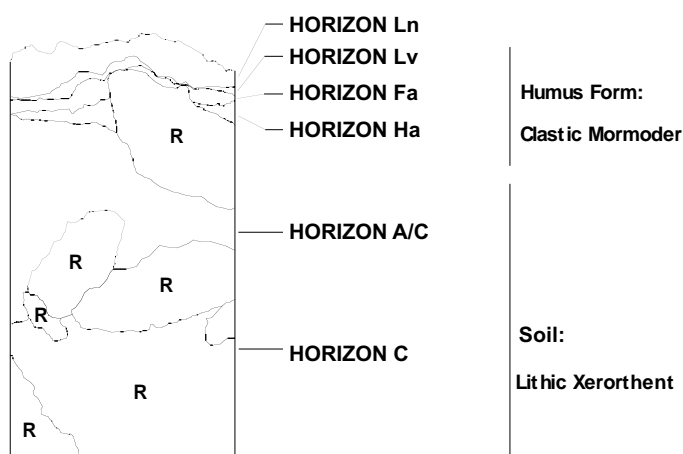 HORIZON Ln
HORIZON Lv
HORIZON Fa
HORIZON Ha
Humus Form:
Clastic Mormoder
R
HORIZON A/C
R
R
R
HORIZON C
Soil:
Lithic Xerorthent
R
R